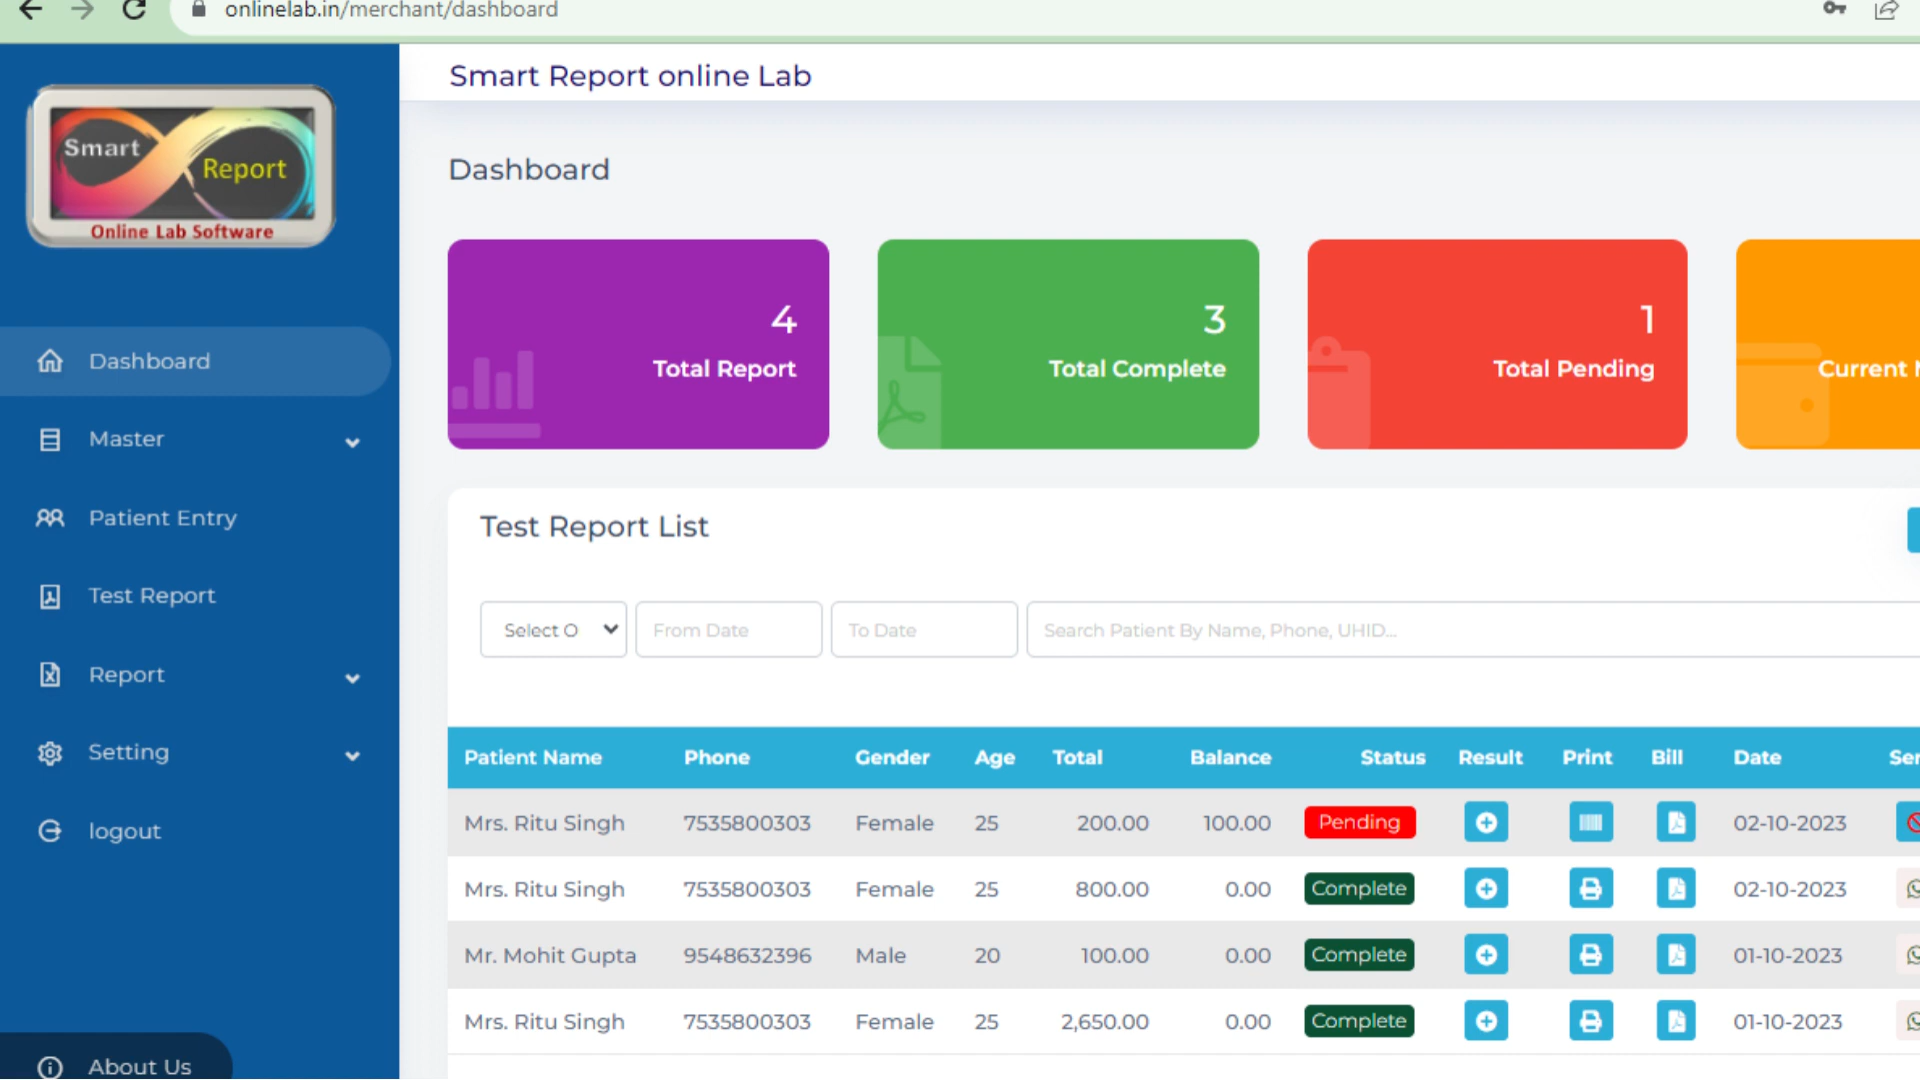 onlinelab.in/merchant/dashboard
Smart Report
Online Lab Software
Smart Report online Lab
Dashboard
Dashboard
Master
Patient Entry
Test Report
Report
Setting
logout
About Us
4
Total Report
3
Total Complete
1
Total Pending
Current
Test Report List
Select O
From Date
To Date
Search Patient By Name, Phone, UHID...
Patient Name Phone Gender Age Total Balance Status Result Print Bill Date
Mrs. Ritu Singh 7535800303 Female 25 200.00 100.00 Pending 02-10-2023
Mrs. Ritu Singh 7535800303 Female 25 800.00 0.00 Complete 02-10-2023
Mr. Mohit Gupta 9548632396 Male 20 100.00 0.00 Complete 01-10-2023
Mrs. Ritu Singh 7535800303 Female 25 2,650.00 0.00 Complete 01-10-2023